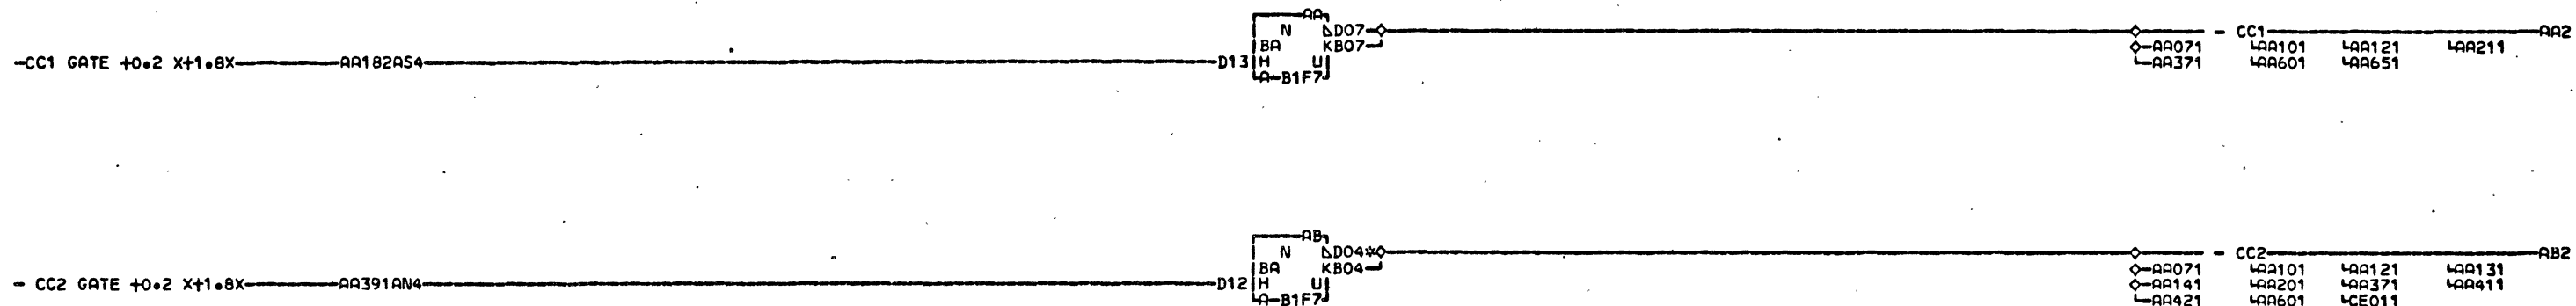 AA
N D07 - CC1 AA2
BA KB07 AA071 AA101 AA121 AA211
-CC1 GATE +0.2 X+1.8X AA182AS4 D13 H U AA371 AA601 AA651
A-B1F7
AB
N D04* - CC2 AB2
BA KB04 AA071 AA101 AA121 AA131
- CC2 GATE +0.2 X+1.8X AA391AN4 D12 H U AA141 AA201 AA371 AA411
A-B1F7 AA421 AA601 CE011